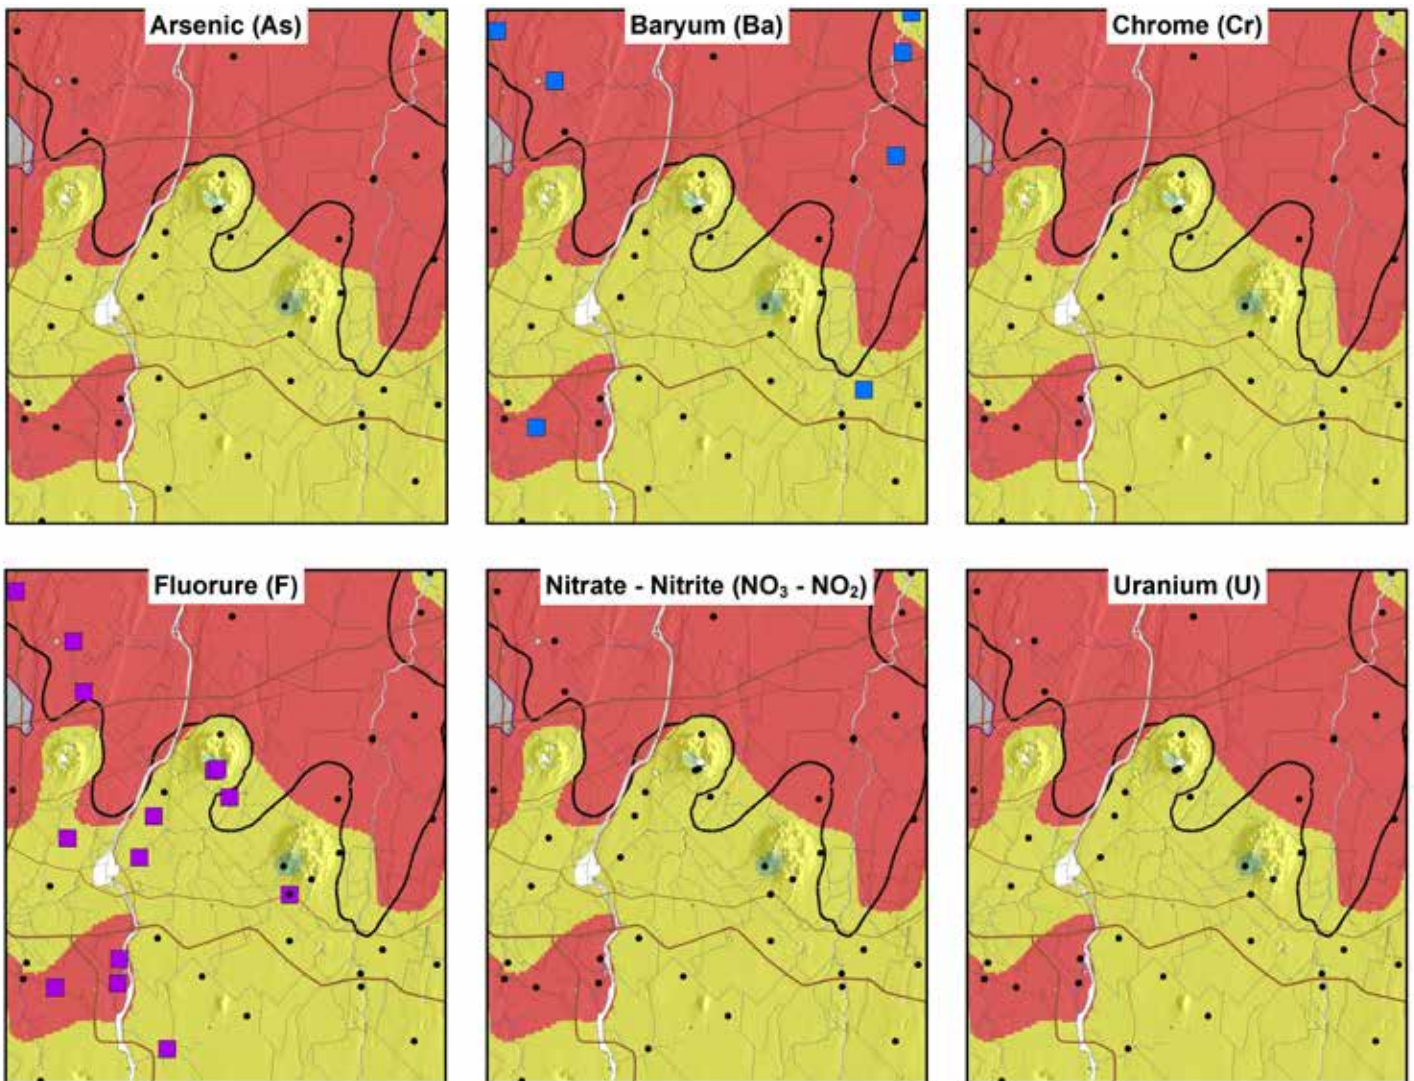 Arsenic (As)
Baryum (Ba)
Chrome (Cr)
Fluorure (F)
Nitrate - Nitrite (NO₃ - NO₂)
Uranium (U)